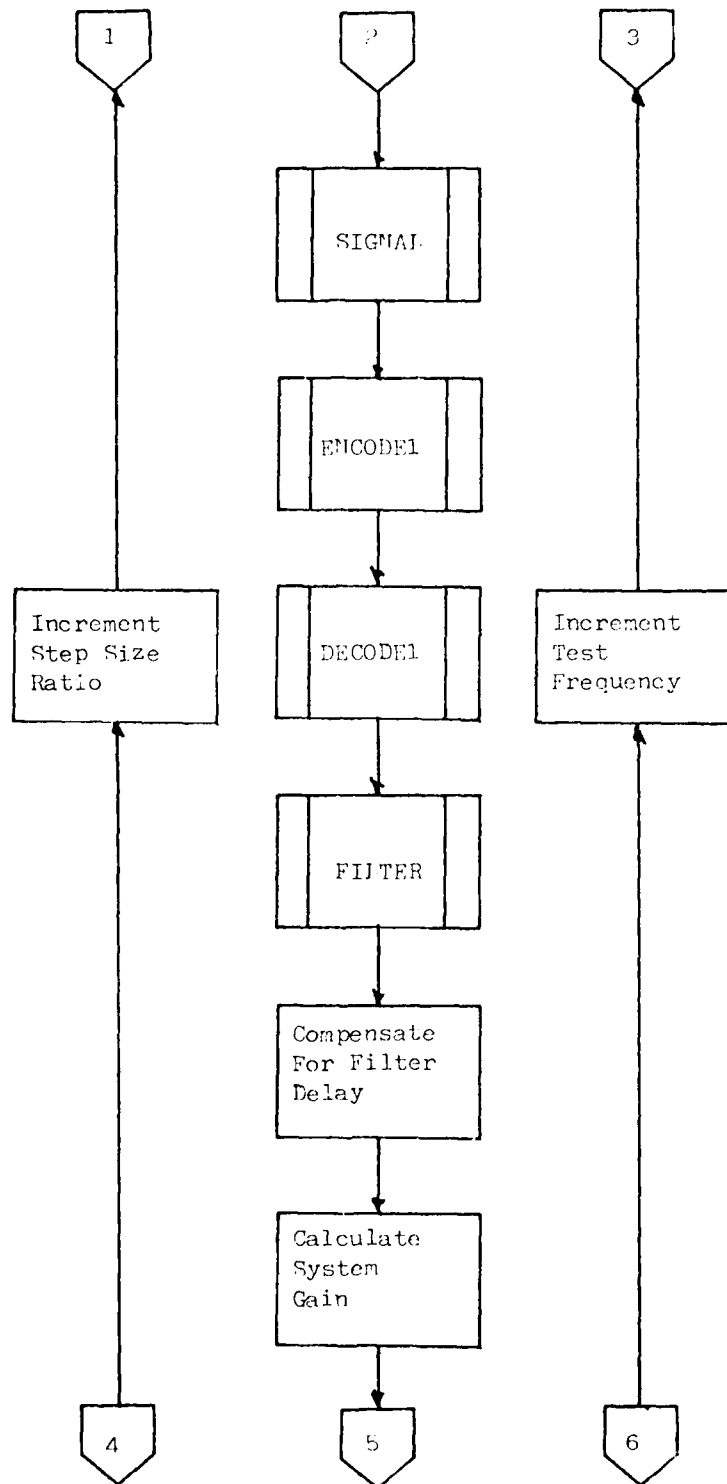 1
2
3
SIGNAL
ENCODE1
Increment
Step Size
Ratio
DECODE1
Increment
Test
Frequency
FILTER
Compensate
For Filter
Delay
Calculate
System
Gain
4
5
6